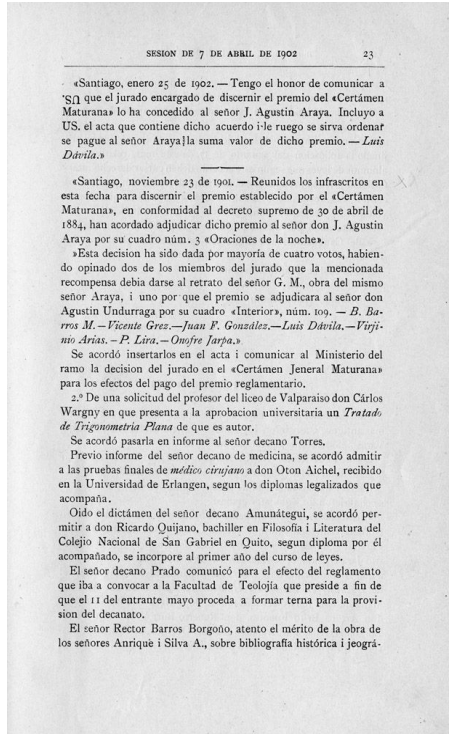 SESION DE 7 DE ABRIL DE 1902 23
«Santiago, enero 25 de 1902. — Tengo el honor de comunicar a
US. que el jurado encargado de discernir el premio del «Certámen
Maturana» lo ha concedido al señor J. Agustin Araya. Incluyo a
US. el acta que contiene dicho acuerdo i le ruego se sirva ordenar
se pague al señor Araya la suma valor de dicho premio. — Luis
Dávila.»
«Santiago, noviembre 23 de 1901. — Reunidos los infrascritos en
esta fecha para discernir el premio establecido por el «Certámen
Maturana», en conformidad al decreto supremo de 30 de abril de
1884, han acordado adjudicar dicho premio al señor don J. Agustin
Araya por su cuadro núm. 3 «Oraciones de la noche».
»Esta decision ha sido dada por mayoría de cuatro votos, habien-
do opinado dos de los miembros del jurado que la mencionada
recompensa debia darse al retrato del señor G. M., obra del mismo
señor Araya, i uno por que el premio se adjudicara al señor don
Agustin Undurraga por su cuadro «Interior», núm. 109. — B. Ba-
rros M. — Vicente Grez. — Juan F. González. — Luis Dávila. — Virji-
nio Arias. — P. Lira. — Onofre Jarpa.»
Se acordó insertarlos en el acta i comunicar al Ministerio del
ramo la decision del jurado en el «Certámen Jeneral Maturana»
para los efectos del pago del premio reglamentario.
2.º De una solicitud del profesor del liceo de Valparaiso don Cárlos
Wargny en que presenta a la aprobacion universitaria un Tratado
de Trigonometría Plana de que es autor.
Se acordó pasarla en informe al señor decano Torres.
Previo informe del señor decano de medicina, se acordó admitir
a las pruebas finales de médico cirujano a don Oton Aichel, recibido
en la Universidad de Erlangen, segun los diplomas legalizados que
acompaña.
Oido el dictámen del señor decano Amunátegui, se acordó per-
mitir a don Ricardo Quijano, bachiller en Filosofía i Literatura del
Colejio Nacional de San Gabriel en Quito, segun diploma por él
acompañado, se incorpore al primer año del curso de leyes.
El señor decano Prado comunicó para el efecto del reglamento
que iba a convocar a la Facultad de Teolojía que preside a fin de
que el 11 del entrante mayo proceda a formar terna para la provi-
sion del decanato.
El señor Rector Barros Borgoño, atento el mérito de la obra de
los señores Anriquè i Silva A., sobre bibliografía histórica i jeográ-